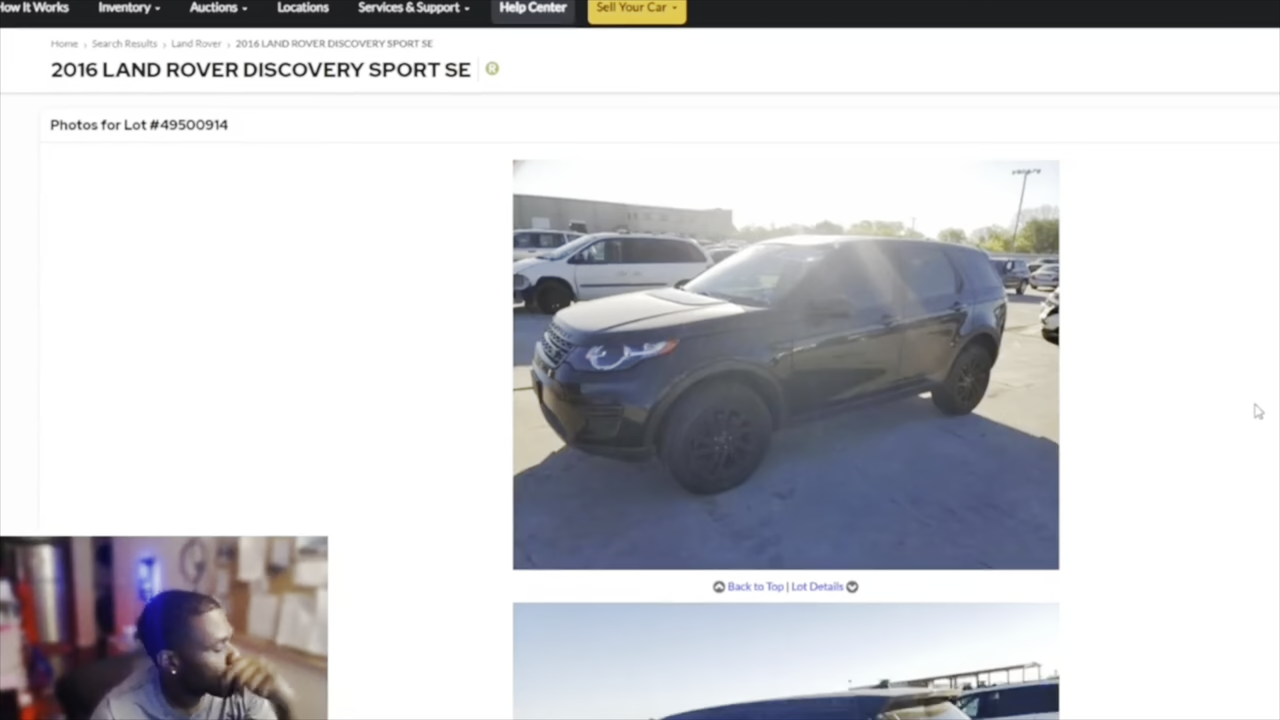 How It Works Inventory Auctions Locations Services & Support Help Center Sell Your Car
Home › Search Results › Land Rover › 2016 LAND ROVER DISCOVERY SPORT SE
2016 LAND ROVER DISCOVERY SPORT SE R
Photos for Lot #49500914
Back to Top | Lot Details